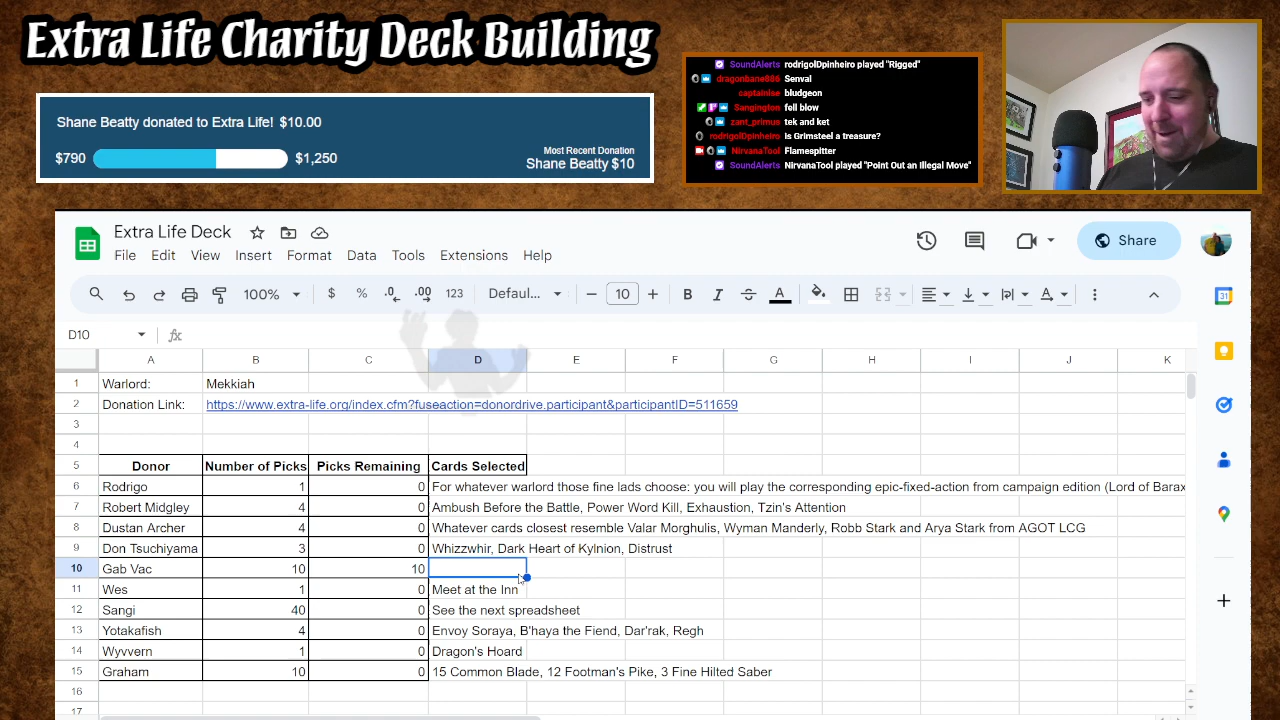 Extra Life Charity Deck Building
Shane Beatty donated to Extra Life! $10.00
$790 $1,250
Most Recent Donation
Shane Beatty $10
SoundAlerts rodrigolDpinheiro played "Rigged"
dragonbane886 Senval
captainise bludgeon
Sangingfon fell blow
zant_primus tek and ket
rodrigolDpinheiro is Grimsteel a treasure?
NirvanaTool Flamespitter
SoundAlerts NirvanaTool played "Point Out an Illegal Move"
Extra Life Deck
Share
File Edit View Insert Format Data Tools Extensions Help
100% $ % .0 .00 123 Defaul... 10 B I A
31
D10 fx
A B C D E F G H I J K
1 Warlord: Mekkiah
2 Donation Link: https://www.extra-life.org/index.cfm?fuseaction=donordrive.participant&participantID=511659
3
4
5 Donor Number of Picks Picks Remaining Cards Selected
6 Rodrigo 1 0 For whatever warlord those fine lads choose: you will play the corresponding epic-fixed-action from campaign edition (Lord of Barax
7 Robert Midgley 4 0 Ambush Before the Battle, Power Word Kill, Exhaustion, Tzin's Attention
8 Dustan Archer 4 0 Whatever cards closest resemble Valar Morghulis, Wyman Manderly, Robb Stark and Arya Stark from AGOT LCG
9 Don Tsuchiyama 3 0 Whizzwhir, Dark Heart of Kylnion, Distrust
10 Gab Vac 10 10
11 Wes 1 0 Meet at the Inn
12 Sangi 40 0 See the next spreadsheet
13 Yotakafish 4 0 Envoy Soraya, B'haya the Fiend, Dar'rak, Regh
14 Wyvvern 1 0 Dragon's Hoard
15 Graham 10 0 15 Common Blade, 12 Footman's Pike, 3 Fine Hilted Saber
16
17